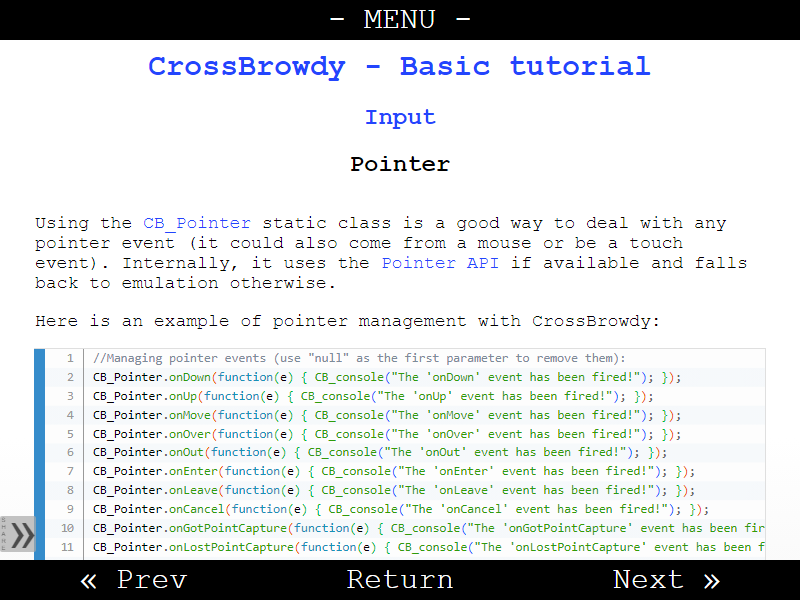 - MENU -
CrossBrowdy - Basic tutorial
Input
Pointer
Using the CB_Pointer static class is a good way to deal with any
pointer event (it could also come from a mouse or be a touch
event). Internally, it uses the Pointer API if available and falls
back to emulation otherwise.
Here is an example of pointer management with CrossBrowdy:
1 //Managing pointer events (use "null" as the first parameter to remove them):
2 CB_Pointer.onDown(function(e) { CB_console("The 'onDown' event has been fired!"); });
3 CB_Pointer.onUp(function(e) { CB_console("The 'onUp' event has been fired!"); });
4 CB_Pointer.onMove(function(e) { CB_console("The 'onMove' event has been fired!"); });
5 CB_Pointer.onOver(function(e) { CB_console("The 'onOver' event has been fired!"); });
6 CB_Pointer.onOut(function(e) { CB_console("The 'onOut' event has been fired!"); });
7 CB_Pointer.onEnter(function(e) { CB_console("The 'onEnter' event has been fired!"); });
8 CB_Pointer.onLeave(function(e) { CB_console("The 'onLeave' event has been fired!"); });
9 CB_Pointer.onCancel(function(e) { CB_console("The 'onCancel' event has been fired!"); });
10 CB_Pointer.onGotPointCapture(function(e) { CB_console("The 'onGotPointCapture' event has been fir
11 CB_Pointer.onLostPointCapture(function(e) { CB_console("The 'onLostPointCapture' event has been f
SHARE »
« Prev Return Next »